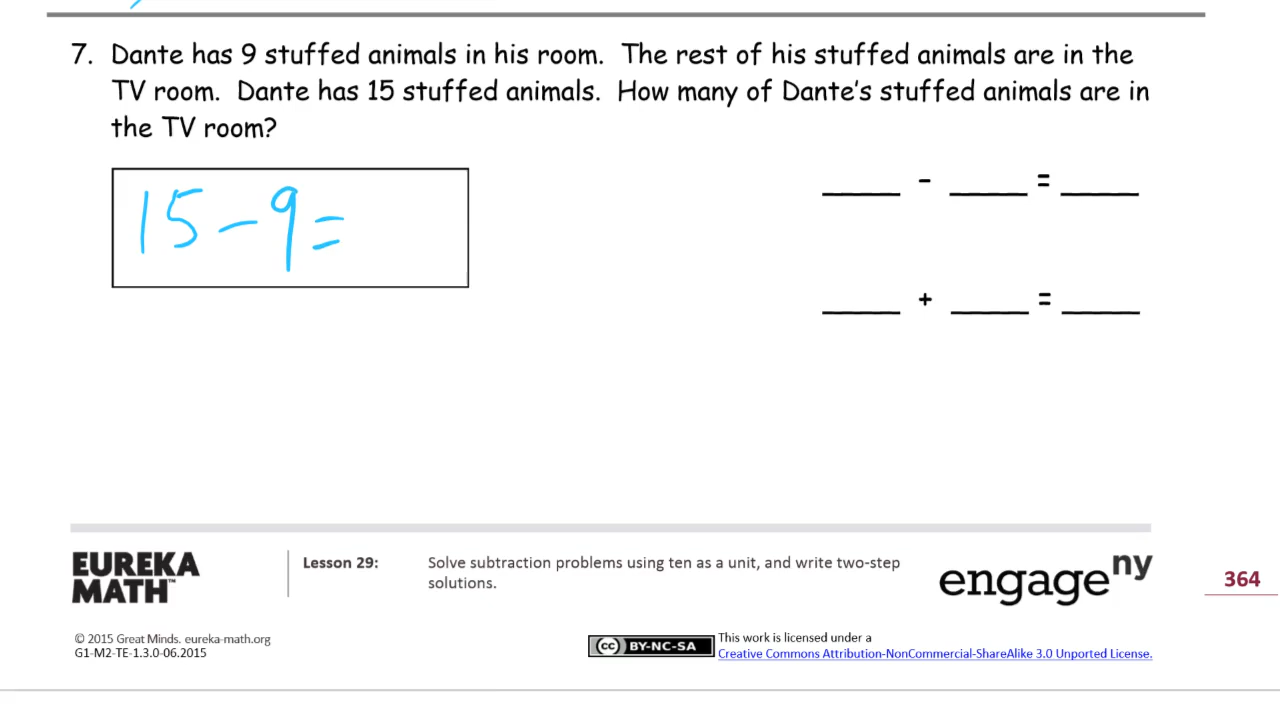 7. Dante has 9 stuffed animals in his room. The rest of his stuffed animals are in the
TV room. Dante has 15 stuffed animals. How many of Dante's stuffed animals are in
the TV room?
15 - 9 =
____ - ____ = ____
____ + ____ = ____
EUREKA
MATH™
Lesson 29:
Solve subtraction problems using ten as a unit, and write two-step
solutions.
engage ny
364
© 2015 Great Minds. eureka-math.org
G1-M2-TE-1.3.0-06.2015
cc BY-NC-SA
This work is licensed under a
Creative Commons Attribution-NonCommercial-ShareAlike 3.0 Unported License.